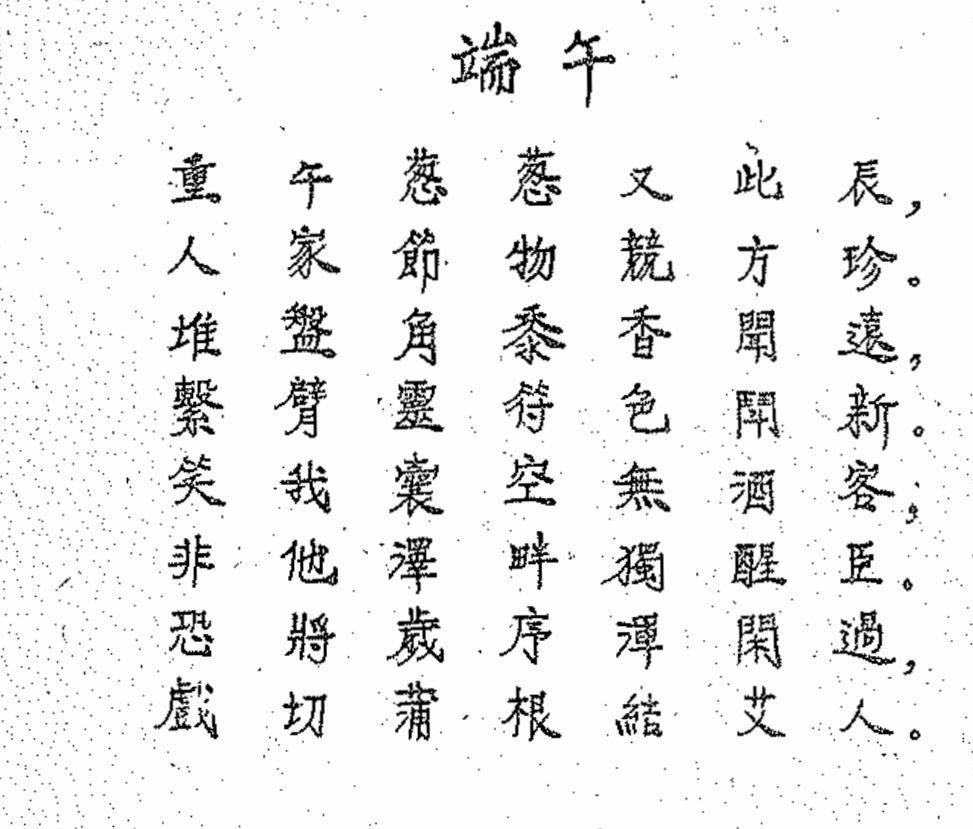 端午
重午葱葱又此辰，
人家節物競方珍。
堆盤角黍香聞遠，
繫臂靈符色鬪新。
笑我囊空無酒客；
非他澤畔獨醒臣。
恐將歲序潭閑過，
戲切蒲根結艾人。